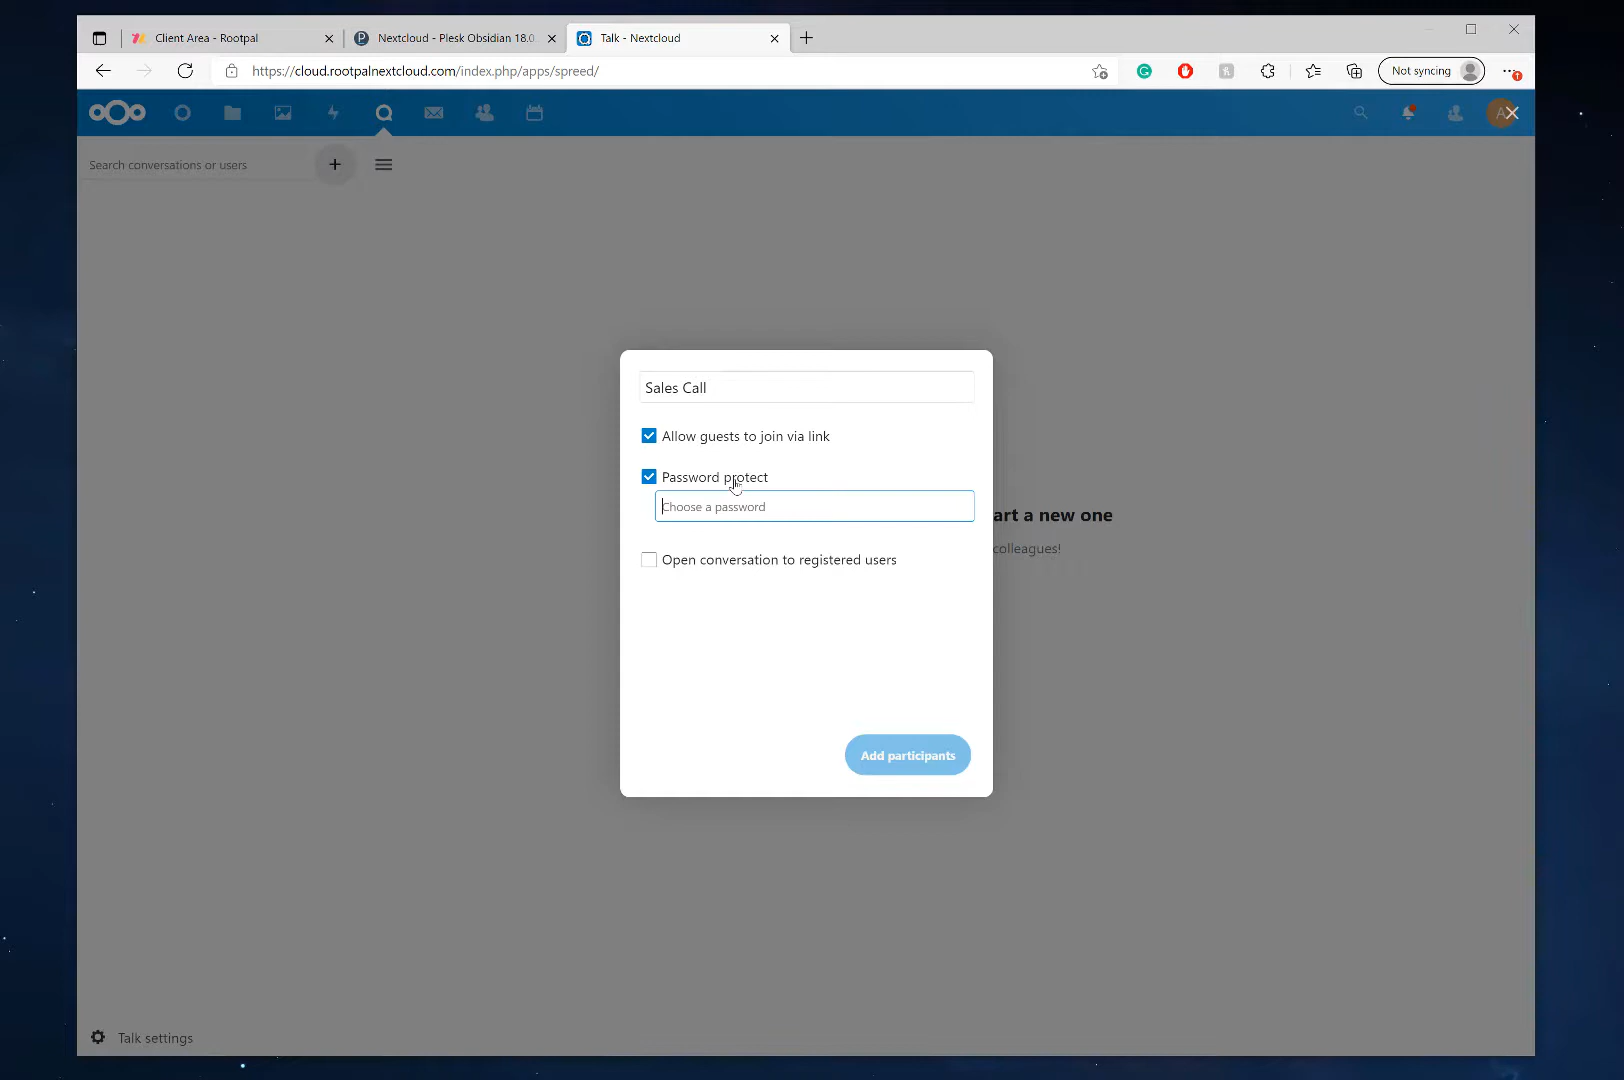 Client Area - Rootpal
Nextcloud - Plesk Obsidian 18.0
Talk - Nextcloud
https://cloud.rootpalnextcloud.com/index.php/apps/spreed/
Not syncing
A
Search conversations or users
Sales Call
Allow guests to join via link
Password protect
Choose a password
art a new one
colleagues!
Open conversation to registered users
Add participants
Talk settings